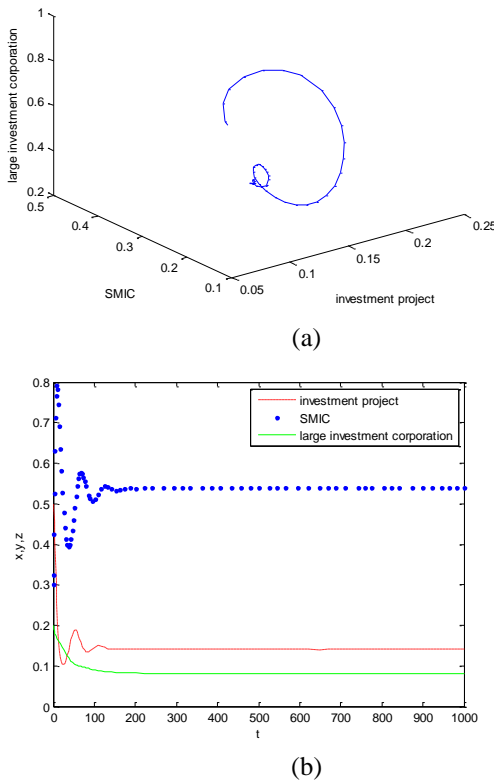 1
0.8
0.6
0.4
0.2
large investment corporation
0.5
0.4
0.3
0.2
0.1
SMIC
0.05
0.1
0.15
0.2
0.25
investment project
(a)
0.8
0.7
0.6
0.5
0.4
0.3
0.2
0.1
0
x,y,z
investment project
SMIC
large investment corporation
0 100 200 300 400 500 600 700 800 900 1000
t
(b)